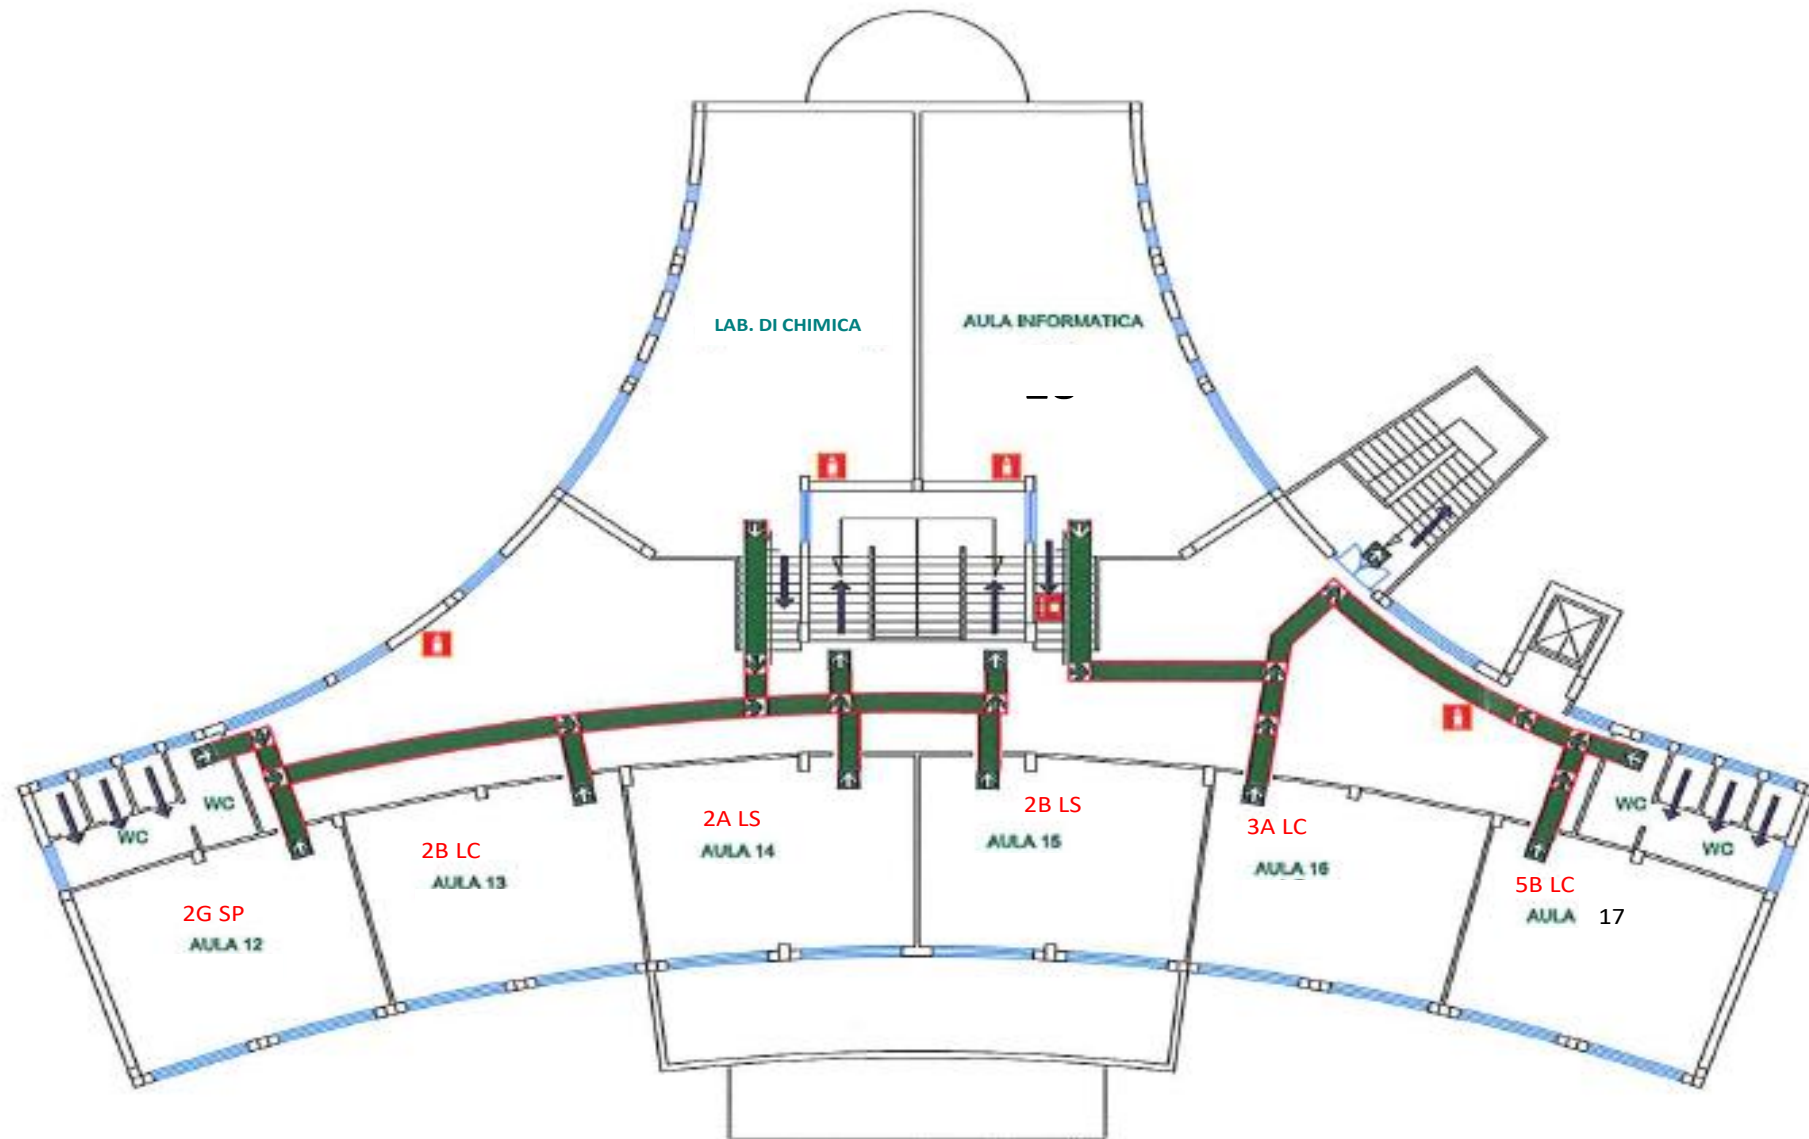 LAB. DI CHIMICA
AULA INFORMATICA
WC
WC
2G SP
AULA 12
2B LC
AULA 13
2A LS
AULA 14
2B LS
AULA 15
3A LC
AULA 16
5B LC
AULA 17
WC
WC